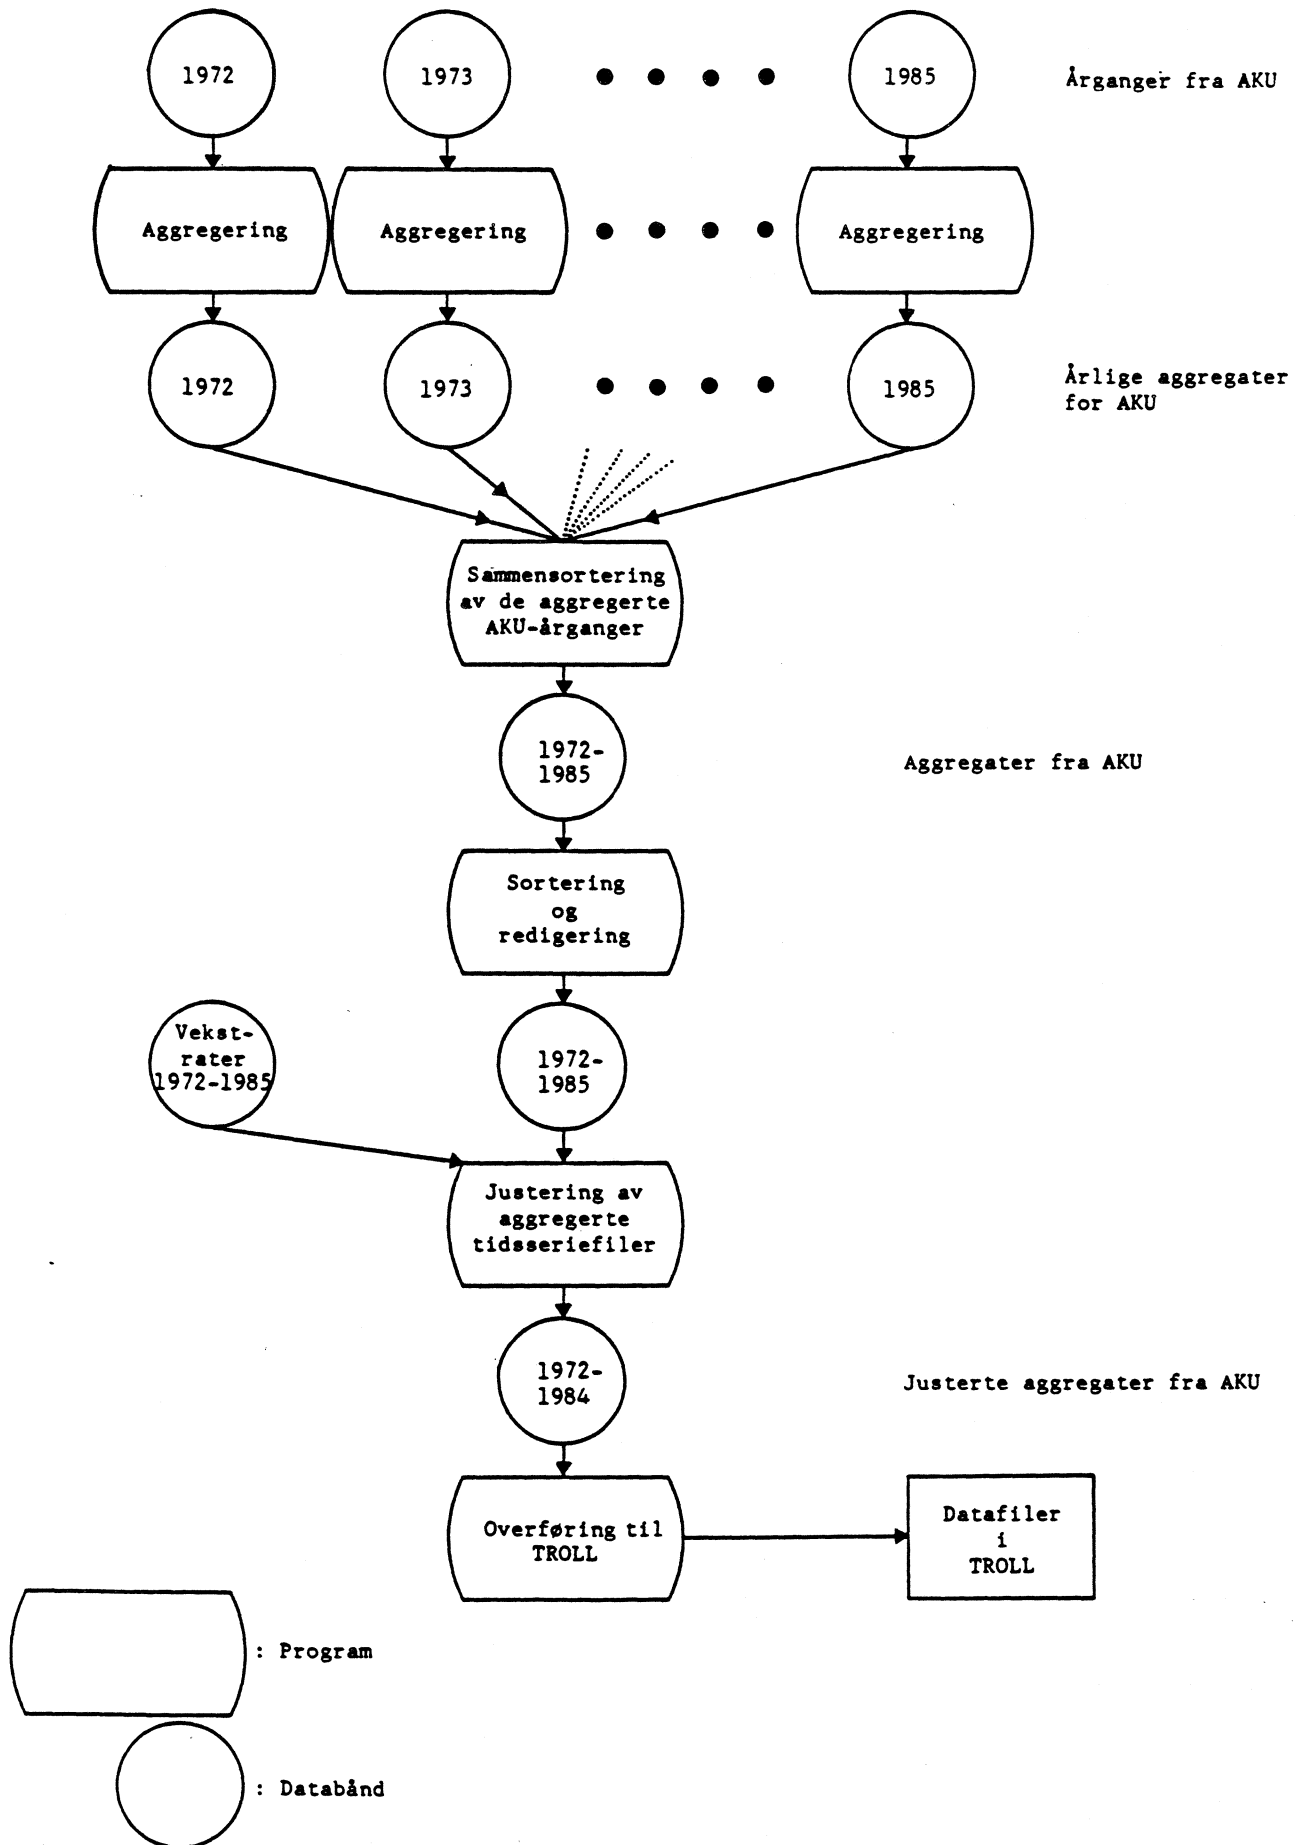 1972
1973
1985
Årganger fra AKU
Aggregering
Aggregering
Aggregering
1972
1973
1985
Årlige aggregater
for AKU
Sammensortering
av de aggregerte
AKU-årganger
1972-
1985
Aggregater fra AKU
Sortering
og
redigering
Vekst-
rater
1972-1985
1972-
1985
Justering av
aggregerte
tidsseriefiler
1972-
1984
Justerte aggregater fra AKU
Overføring til
TROLL
Datafiler
i
TROLL
: Program
: Databånd